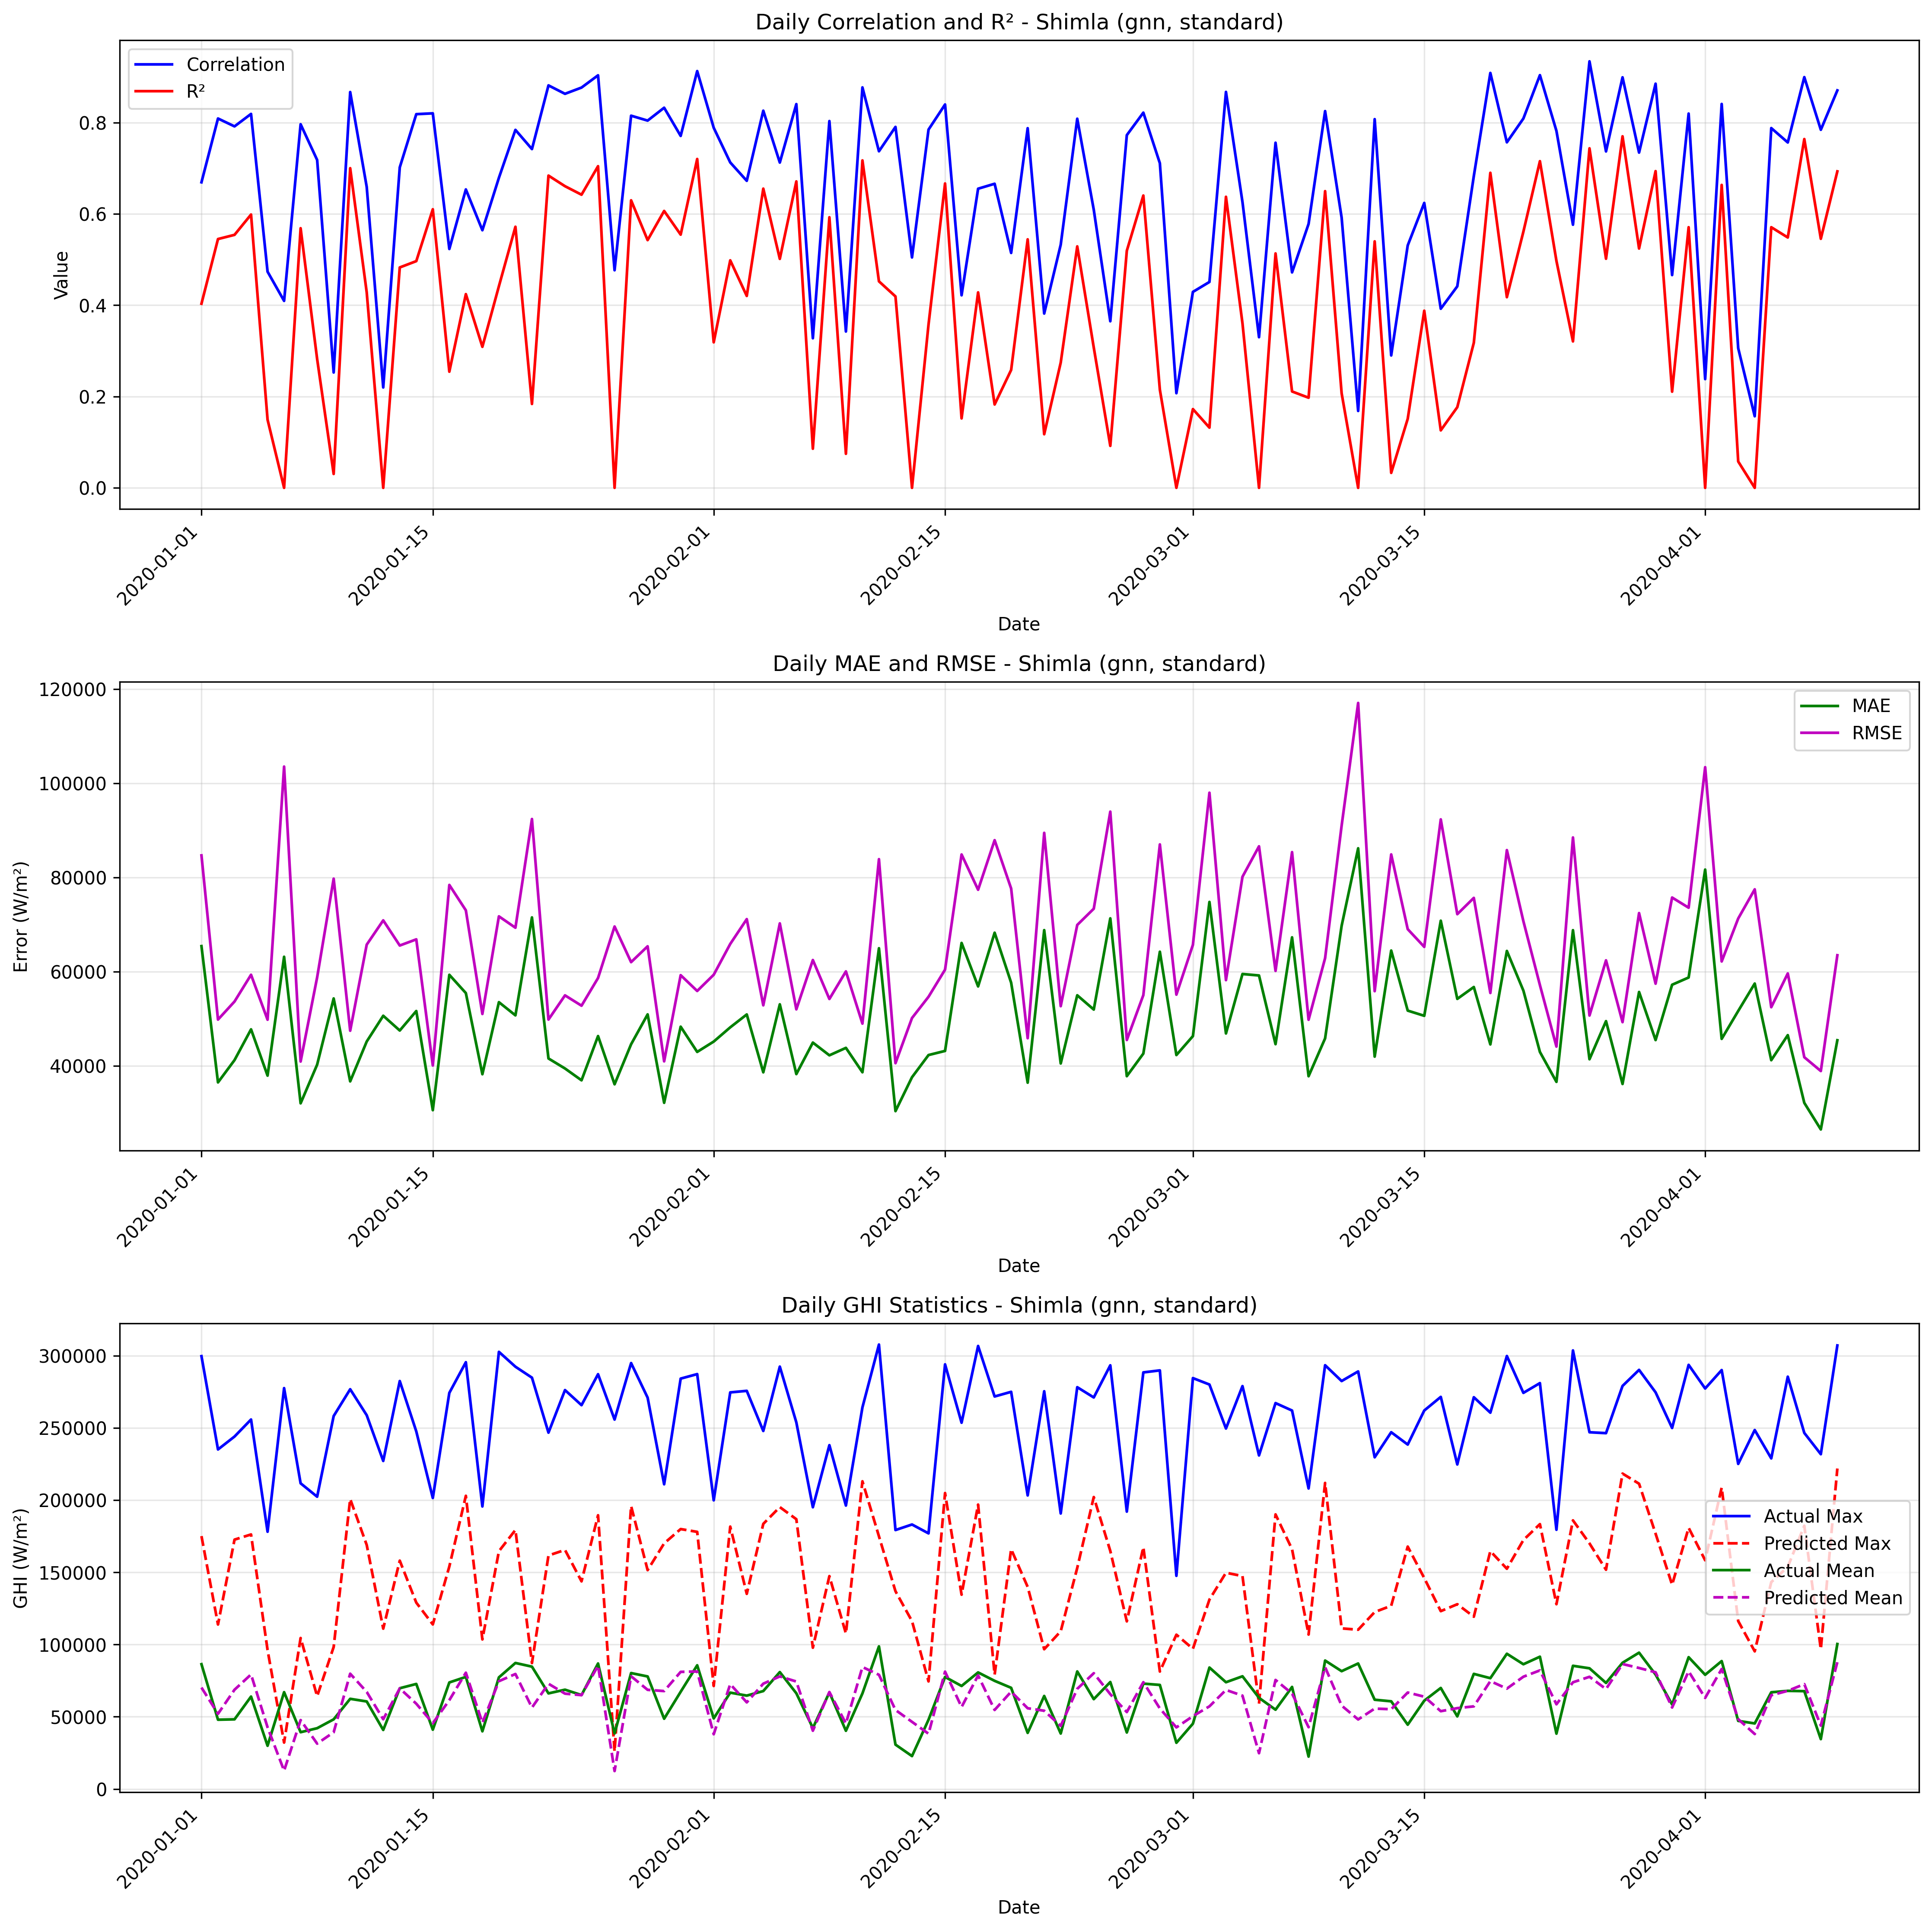 Daily Correlation and R² - Shimla (gnn, standard)
Correlation
R²
Value
0.8
0.6
0.4
0.2
0.0
2020-01-01
2020-01-15
2020-02-01
2020-02-15
2020-03-01
2020-03-15
2020-04-01
Date
Daily MAE and RMSE - Shimla (gnn, standard)
MAE
RMSE
Error (W/m²)
120000
100000
80000
60000
40000
2020-01-01
2020-01-15
2020-02-01
2020-02-15
2020-03-01
2020-03-15
2020-04-01
Date
Daily GHI Statistics - Shimla (gnn, standard)
Actual Max
Predicted Max
Actual Mean
Predicted Mean
GHI (W/m²)
300000
250000
200000
150000
100000
50000
0
2020-01-01
2020-01-15
2020-02-01
2020-02-15
2020-03-01
2020-03-15
2020-04-01
Date